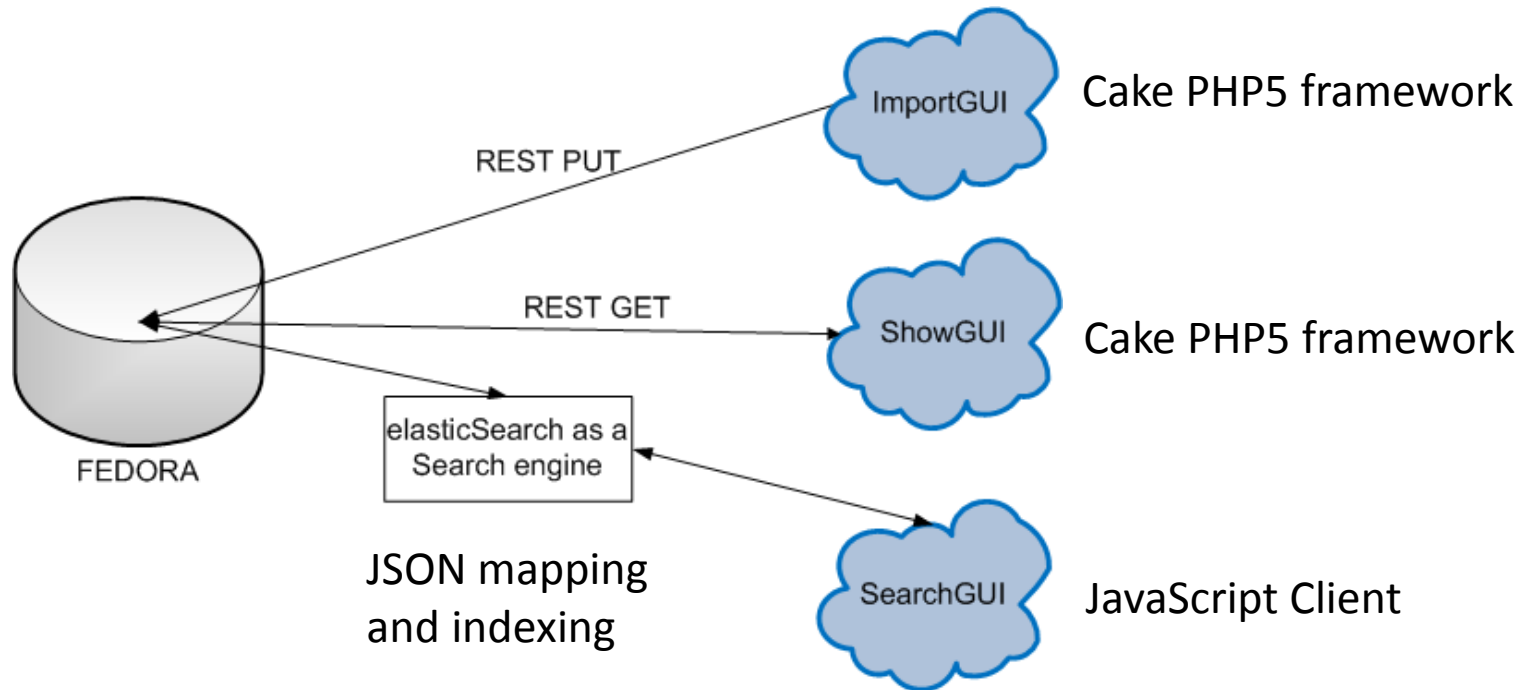 ImportGUI
Cake PHP5 framework
REST PUT
REST GET
ShowGUI
Cake PHP5 framework
FEDORA
elasticSearch as a
Search engine
JSON mapping
and indexing
SearchGUI
JavaScript Client